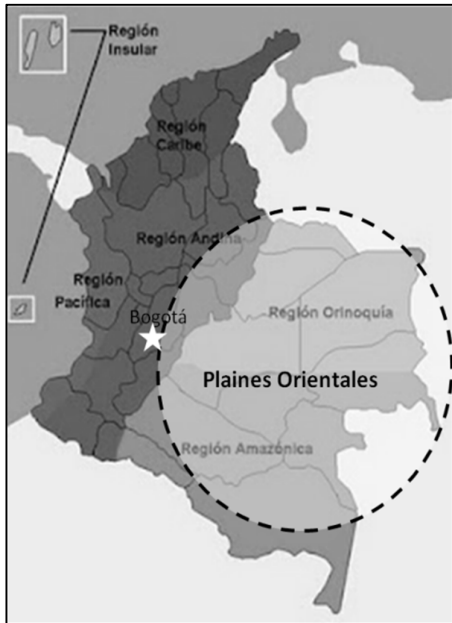 Región
Insular
Región
Caribe
Región Andina
Región
Pacífica
Bogotá
Región Orinoquía
Plaines Orientales
Región Amazónica